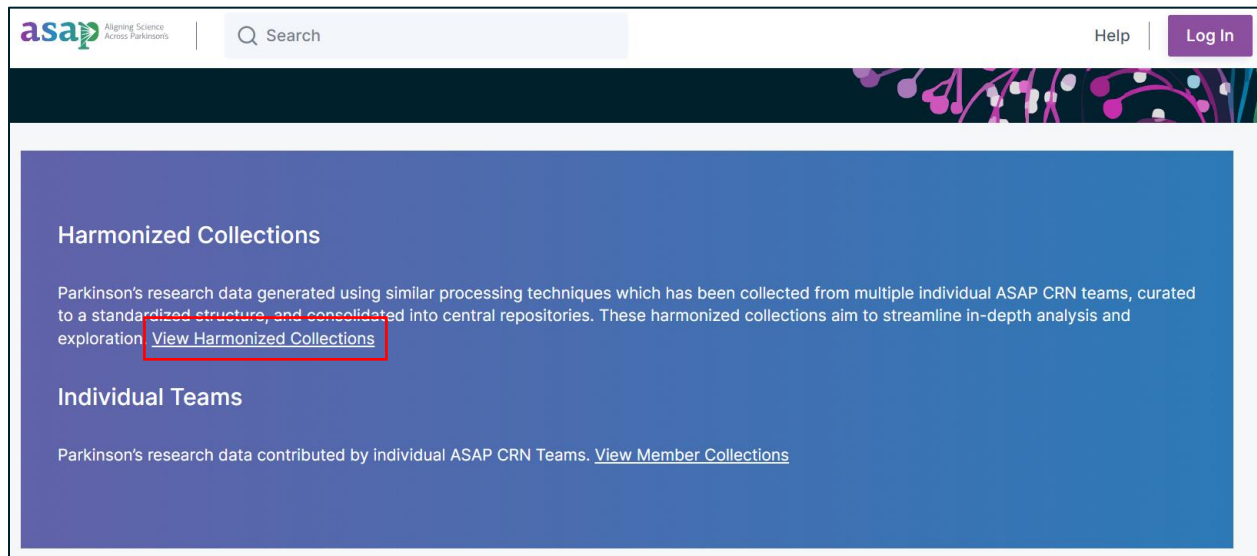 asap Aligning Science Across Parkinson's
Search
Help
Log In
Harmonized Collections
Parkinson's research data generated using similar processing techniques which has been collected from multiple individual ASAP CRN teams, curated
to a standardized structure, and consolidated into central repositories. These harmonized collections aim to streamline in-depth analysis and
exploration. View Harmonized Collections
Individual Teams
Parkinson's research data contributed by individual ASAP CRN Teams. View Member Collections